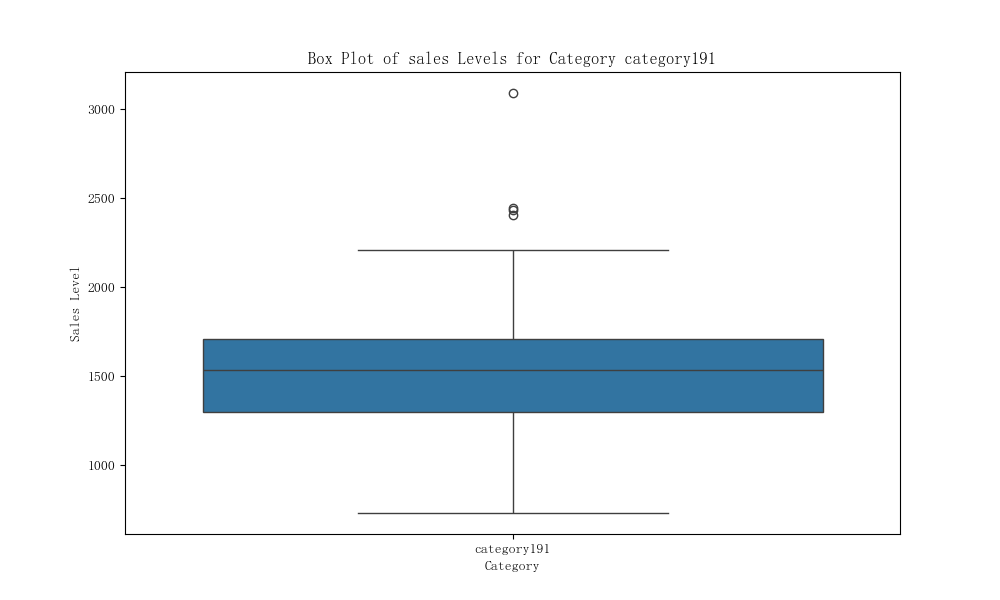 Box Plot of sales Levels for Category category191
3000
2500
2000
1500
1000
Sales Level
category191
Category